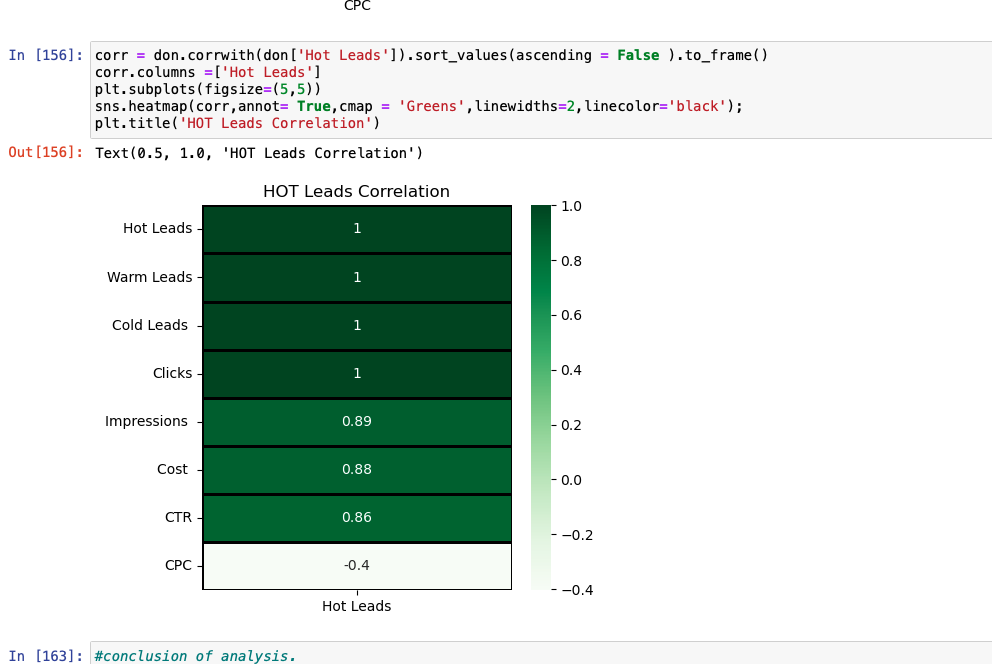 CPC
In [156]: corr = don.corrwith(don['Hot Leads']).sort_values(ascending = False ).to_frame()
corr.columns =['Hot Leads']
plt.subplots(figsize=(5,5))
sns.heatmap(corr,annot= True,cmap = 'Greens',linewidths=2,linecolor='black');
plt.title('HOT Leads Correlation')
Out[156]: Text(0.5, 1.0, 'HOT Leads Correlation')
HOT Leads Correlation
Hot Leads 1
Warm Leads 1
Cold Leads 1
Clicks 1
Impressions 0.89
Cost 0.88
CTR 0.86
CPC -0.4
Hot Leads
1.0
0.8
0.6
0.4
0.2
0.0
−0.2
−0.4
In [163]: #conclusion of analysis.